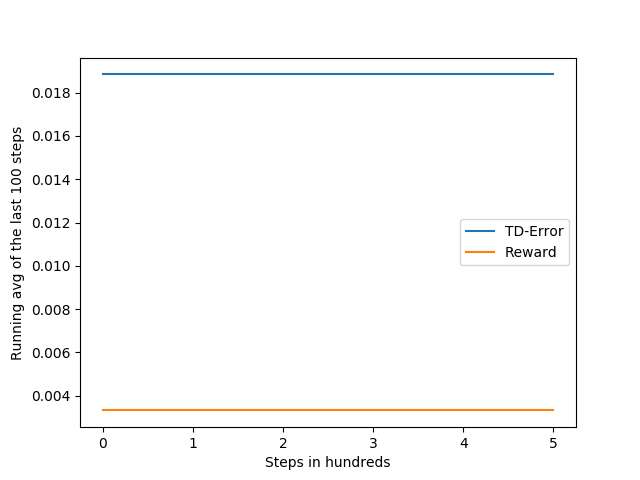 Running avg of the last 100 steps
0.018
0.016
0.014
0.012
0.010
0.008
0.006
0.004
TD-Error
Reward
0 1 2 3 4 5
Steps in hundreds